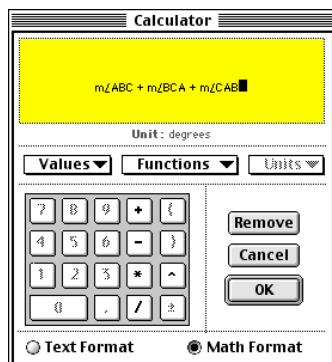 Calculator
m∠ABC + m∠BCA + m∠CAB
Unit: degrees
Values Functions Units
7 8 9 + (
4 5 6 - )
1 2 3 * ^
0 . / ±
Remove
Cancel
OK
Text Format Math Format